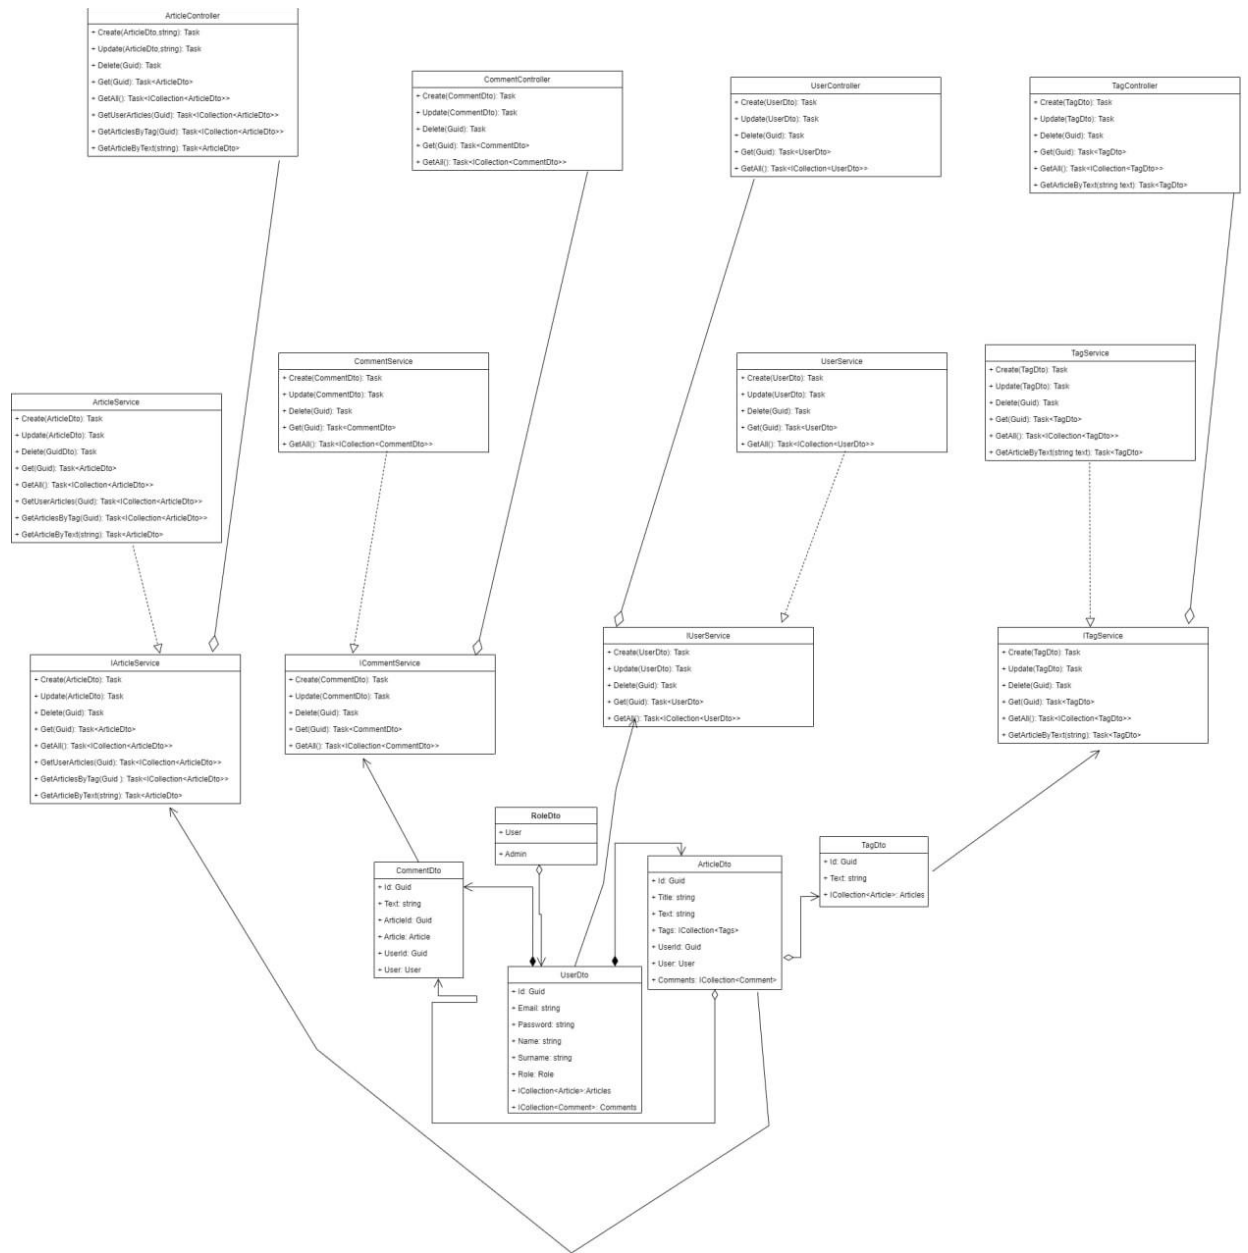 ArticleController
+ Create(ArticleDto,string): Task
+ Update(ArticleDto,string): Task
+ Delete(Guid): Task
+ Get(Guid): Task<ArticleDto>
+ GetAll(): Task<ICollection<ArticleDto>>
+ GetUserArticles(Guid): Task<ICollection<ArticleDto>>
+ GetArticlesByTag(Guid): Task<ICollection<ArticleDto>>
+ GetArticleByText(string): Task<ArticleDto>
CommentController
+ Create(CommentDto): Task
+ Update(CommentDto): Task
+ Delete(Guid): Task
+ Get(Guid): Task<CommentDto>
+ GetAll(): Task<ICollection<CommentDto>>
UserController
+ Create(UserDto): Task
+ Update(UserDto): Task
+ Delete(Guid): Task
+ Get(Guid): Task<UserDto>
+ GetAll(): Task<ICollection<UserDto>>
TagController
+ Create(TagDto): Task
+ Update(TagDto): Task
+ Delete(Guid): Task
+ Get(Guid): Task<TagDto>
+ GetAll(): Task<ICollection<TagDto>>
+ GetArticleByText(string text): Task<TagDto>
ArticleService
+ Create(ArticleDto): Task
+ Update(ArticleDto): Task
+ Delete(GuidDto): Task
+ Get(Guid): Task<ArticleDto>
+ GetAll(): Task<ICollection<ArticleDto>>
+ GetUserArticles(Guid): Task<ICollection<ArticleDto>>
+ GetArticlesByTag(Guid): Task<ICollection<ArticleDto>>
+ GetArticleByText(string): Task<ArticleDto>
CommentService
+ Create(CommentDto): Task
+ Update(CommentDto): Task
+ Delete(Guid): Task
+ Get(Guid): Task<CommentDto>
+ GetAll(): Task<ICollection<CommentDto>>
UserService
+ Create(UserDto): Task
+ Update(UserDto): Task
+ Delete(Guid): Task
+ Get(Guid): Task<UserDto>
+ GetAll(): Task<ICollection<UserDto>>
TagService
+ Create(TagDto): Task
+ Update(TagDto): Task
+ Delete(Guid): Task
+ Get(Guid): Task<TagDto>
+ GetAll(): Task<ICollection<TagDto>>
+ GetArticleByText(string text): Task<TagDto>
IArticleService
+ Create(ArticleDto): Task
+ Update(ArticleDto): Task
+ Delete(Guid): Task
+ Get(Guid): Task<ArticleDto>
+ GetAll(): Task<ICollection<ArticleDto>>
+ GetUserArticles(Guid): Task<ICollection<ArticleDto>>
+ GetArticlesByTag(Guid ): Task<ICollection<ArticleDto>>
+ GetArticleByText(string): Task<ArticleDto>
ICommentService
+ Create(CommentDto): Task
+ Update(CommentDto): Task
+ Delete(Guid): Task
+ Get(Guid): Task<CommentDto>
+ GetAll(): Task<ICollection<CommentDto>>
IUserService
+ Create(UserDto): Task
+ Update(UserDto): Task
+ Delete(Guid): Task
+ Get(Guid): Task<UserDto>
+ GetAll(): Task<ICollection<UserDto>>
ITagService
+ Create(TagDto): Task
+ Update(TagDto): Task
+ Delete(Guid): Task
+ Get(Guid): Task<TagDto>
+ GetAll(): Task<ICollection<TagDto>>
+ GetArticleByText(string): Task<TagDto>
RoleDto
+ User
+ Admin
CommentDto
+ Id: Guid
+ Text: string
+ ArticleId: Guid
+ Article: Article
+ UserId: Guid
+ User: User
ArticleDto
+ Id: Guid
+ Title: string
+ Text: string
+ Tags: ICollection<Tags>
+ UserId: Guid
+ User: User
+ Comments: ICollection<Comment>
TagDto
+ Id: Guid
+ Text: string
+ ICollection<Article>: Articles
UserDto
+ Id: Guid
+ Email: string
+ Password: string
+ Name: string
+ Surname: string
+ Role: Role
+ ICollection<Article>:Articles
+ ICollection<Comment>: Comments